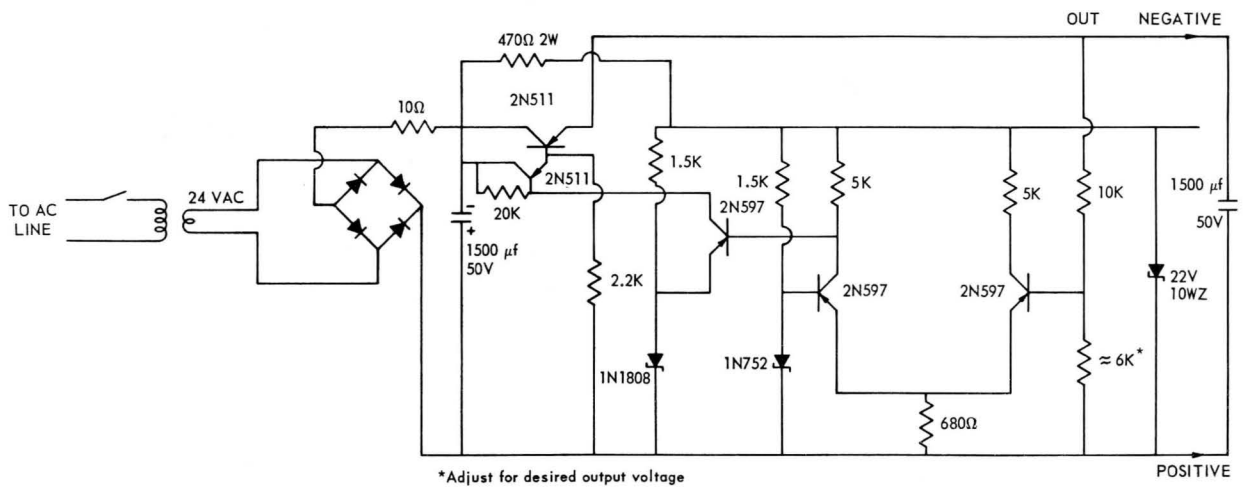 OUT NEGATIVE
470Ω 2W
2N511
10Ω
2N511
1.5K
1.5K
5K
5K
10K
1500 μf
50V
24 VAC
TO AC
LINE
20K
2N597
−
+
1500 μf
50V
2.2K
2N597
2N597
22V
10WZ
1N1808
1N752
≈ 6K*
680Ω
*Adjust for desired output voltage
POSITIVE